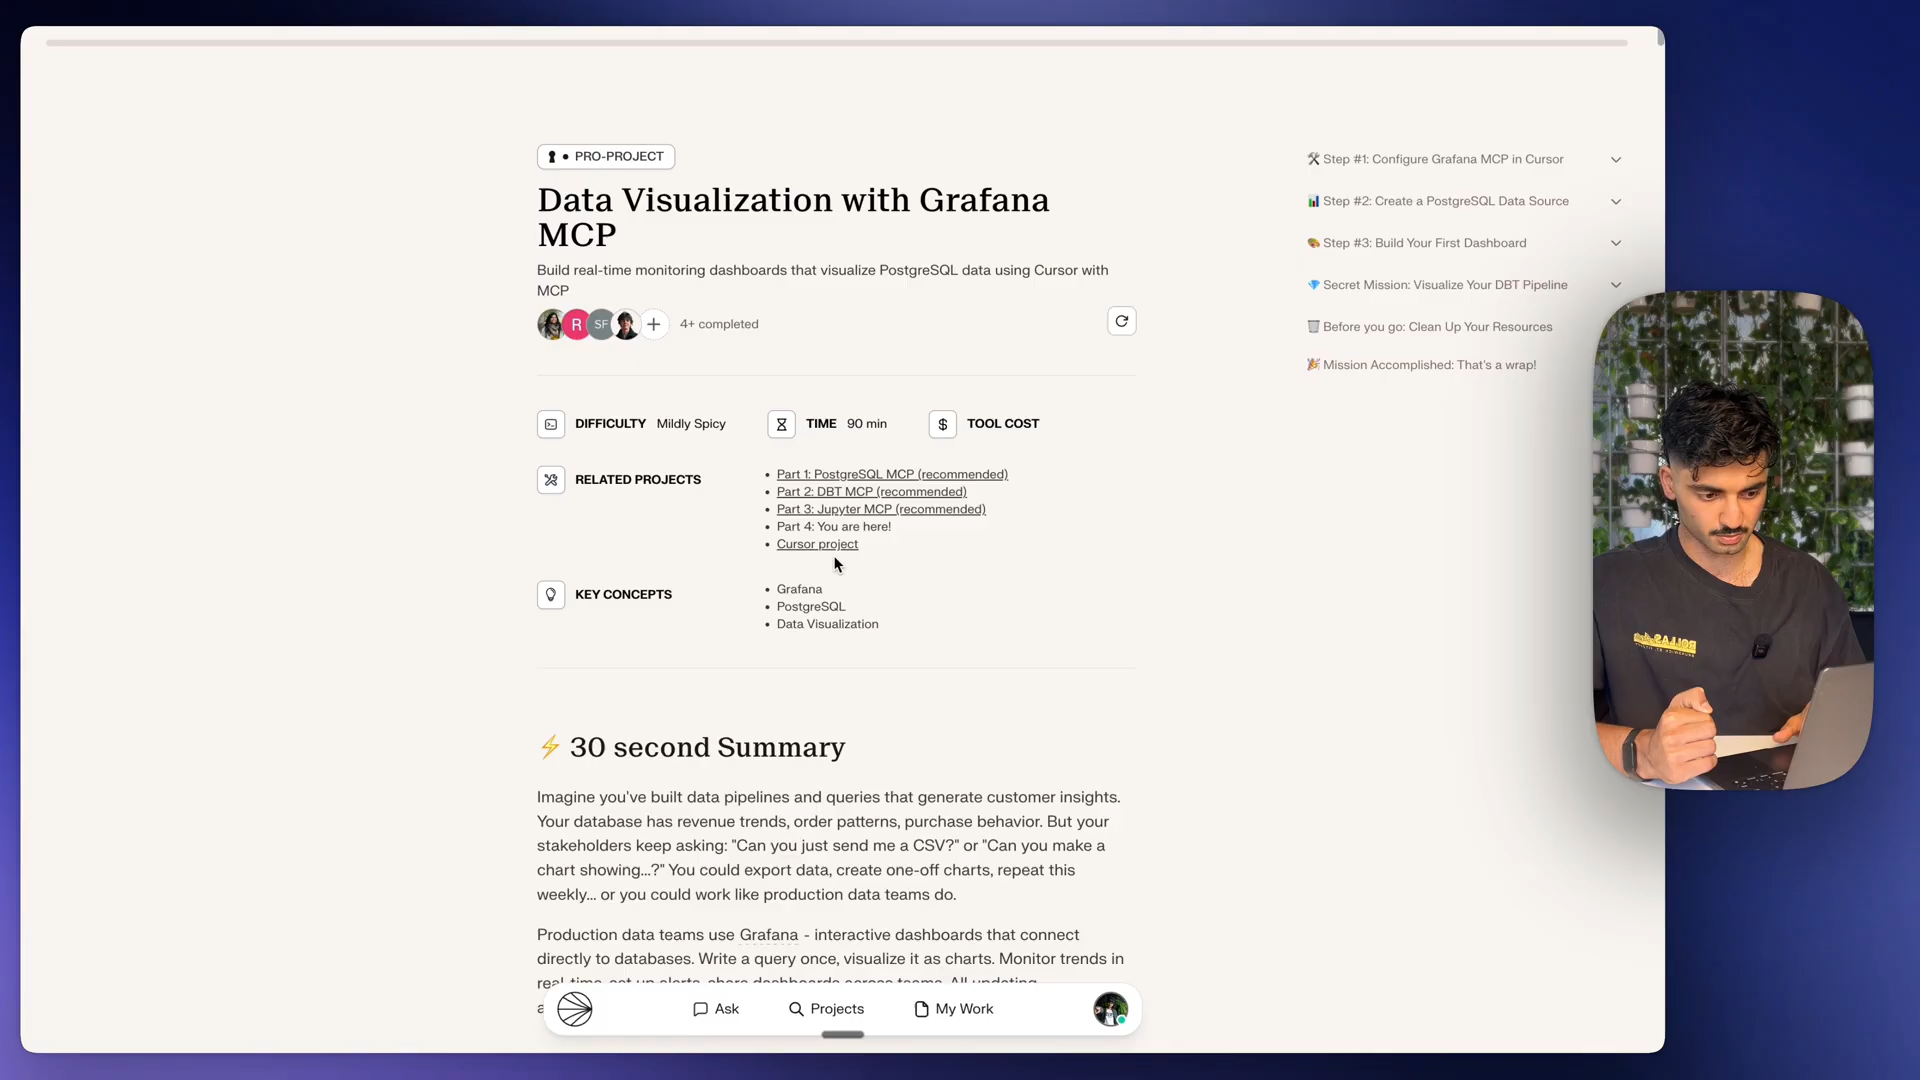 PRO-PROJECT
Data Visualization with Grafana
MCP
Build real-time monitoring dashboards that visualize PostgreSQL data using Cursor with
MCP
R
SF
4+ completed
DIFFICULTY Mildly Spicy
TIME 90 min
$ TOOL COST
RELATED PROJECTS
Part 1: PostgreSQL MCP (recommended)
Part 2: DBT MCP (recommended)
Part 3: Jupyter MCP (recommended)
Part 4: You are here!
Cursor project
KEY CONCEPTS
Grafana
PostgreSQL
Data Visualization
⚡ 30 second Summary
Imagine you've built data pipelines and queries that generate customer insights.
Your database has revenue trends, order patterns, purchase behavior. But your
stakeholders keep asking: "Can you just send me a CSV?" or "Can you make a
chart showing...?" You could export data, create one-off charts, repeat this
weekly... or you could work like production data teams do.
Production data teams use Grafana - interactive dashboards that connect
directly to databases. Write a query once, visualize it as charts. Monitor trends in
Ask
Projects
My Work
🛠 Step #1: Configure Grafana MCP in Cursor
📊 Step #2: Create a PostgreSQL Data Source
🎨 Step #3: Build Your First Dashboard
💎 Secret Mission: Visualize Your DBT Pipeline
🗑 Before you go: Clean Up Your Resources
🎉 Mission Accomplished: That's a wrap!